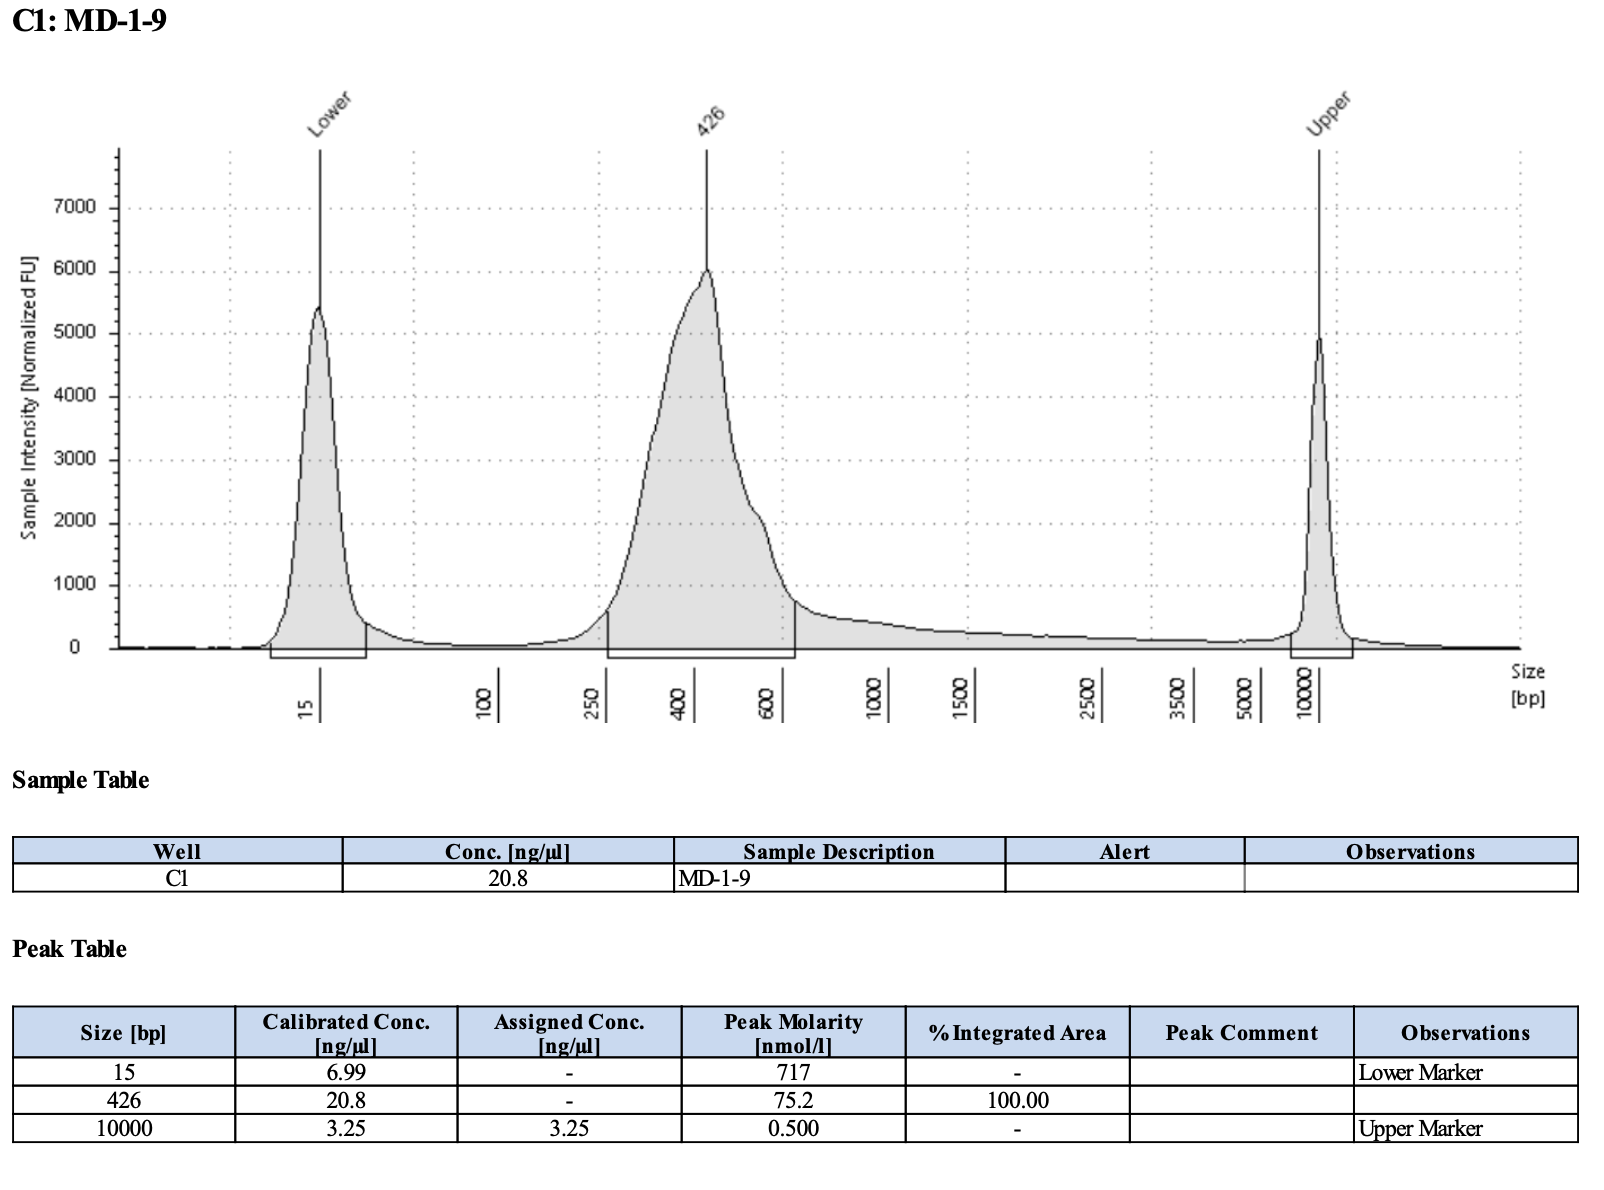 C1: MD-1-9
Lower
426
Upper
Sample Intensity [Normalized FU]
7000
6000
5000
4000
3000
2000
1000
0
15
100
250
400
600
1000
1500
2500
3500
5000
10000
Size
[bp]
Sample Table
Well Conc. [ng/µl] Sample Description Alert Observations
C1 20.8 MD-1-9
Peak Table
Size [bp] Calibrated Conc. [ng/µl] Assigned Conc. [ng/µl] Peak Molarity [nmol/l] % Integrated Area Peak Comment Observations
15 6.99 - 717 - Lower Marker
426 20.8 - 75.2 100.00
10000 3.25 3.25 0.500 - Upper Marker